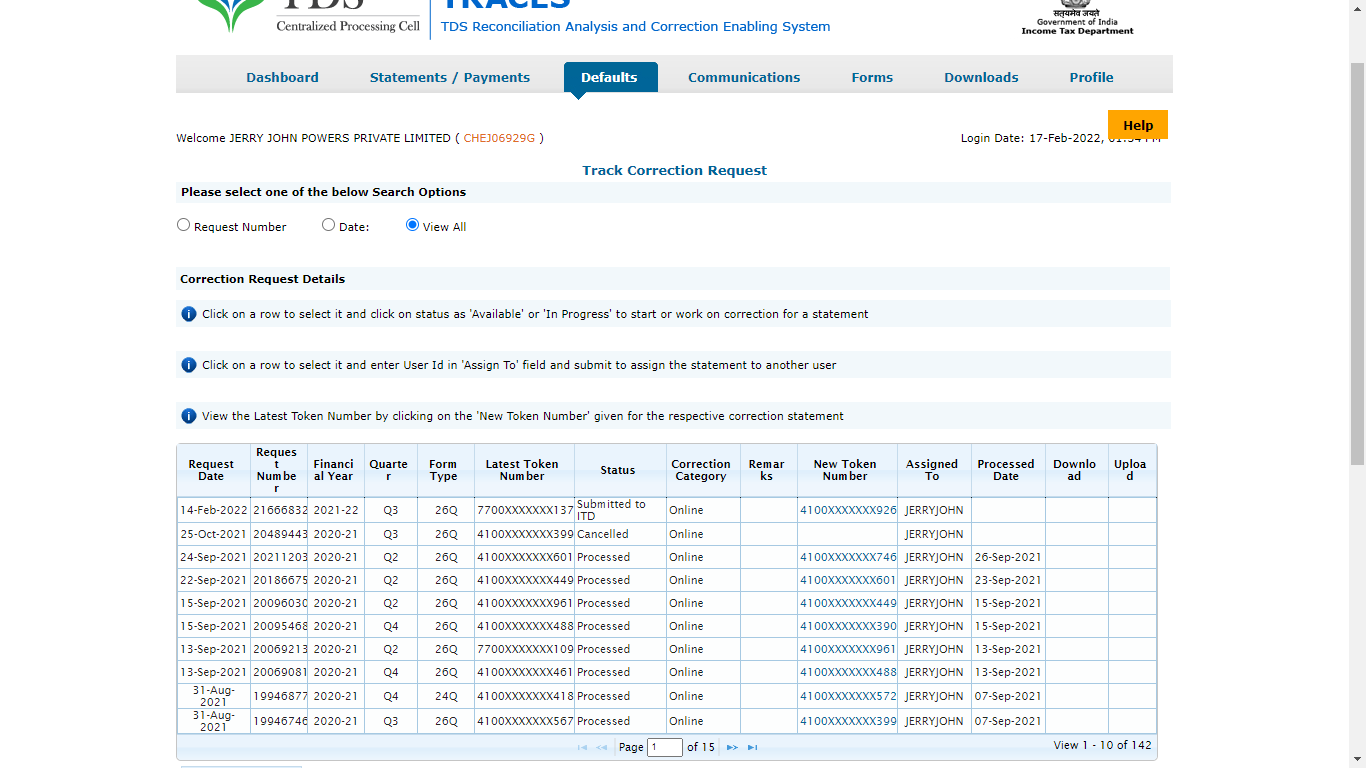 TDS
TRACES
Centralized Processing Cell
TDS Reconciliation Analysis and Correction Enabling System
सत्यमेव जयते
Government of India
Income Tax Department
Dashboard Statements / Payments Defaults Communications Forms Downloads Profile
Help
Welcome JERRY JOHN POWERS PRIVATE LIMITED ( CHEJ06929G ) Login Date: 17-Feb-2022,
Track Correction Request
Please select one of the below Search Options
Request Number Date: View All
Correction Request Details
Click on a row to select it and click on status as 'Available' or 'In Progress' to start or work on correction for a statement
Click on a row to select it and enter User Id in 'Assign To' field and submit to assign the statement to another user
View the Latest Token Number by clicking on the 'New Token Number' given for the respective correction statement
Request Date Request Number Financial Year Quarter Form Type Latest Token Number Status Correction Category Remarks New Token Number Assigned To Processed Date Download Upload
14-Feb-2022 21666832 2021-22 Q3 26Q 7700XXXXXXX137 Submitted to ITD Online 4100XXXXXXX926 JERRYJOHN
25-Oct-2021 20489443 2020-21 Q3 26Q 4100XXXXXXX399 Cancelled Online JERRYJOHN
24-Sep-2021 20211203 2020-21 Q2 26Q 4100XXXXXXX601 Processed Online 4100XXXXXXX746 JERRYJOHN 26-Sep-2021
22-Sep-2021 20186675 2020-21 Q2 26Q 4100XXXXXXX449 Processed Online 4100XXXXXXX601 JERRYJOHN 23-Sep-2021
15-Sep-2021 20096030 2020-21 Q2 26Q 4100XXXXXXX961 Processed Online 4100XXXXXXX449 JERRYJOHN 15-Sep-2021
15-Sep-2021 20095468 2020-21 Q4 26Q 4100XXXXXXX488 Processed Online 4100XXXXXXX390 JERRYJOHN 15-Sep-2021
13-Sep-2021 20069213 2020-21 Q2 26Q 7700XXXXXXX109 Processed Online 4100XXXXXXX961 JERRYJOHN 13-Sep-2021
13-Sep-2021 20069081 2020-21 Q4 26Q 4100XXXXXXX461 Processed Online 4100XXXXXXX488 JERRYJOHN 13-Sep-2021
31-Aug-2021 19946877 2020-21 Q4 24Q 4100XXXXXXX418 Processed Online 4100XXXXXXX572 JERRYJOHN 07-Sep-2021
31-Aug-2021 19946746 2020-21 Q3 26Q 4100XXXXXXX567 Processed Online 4100XXXXXXX399 JERRYJOHN 07-Sep-2021
Page 1 of 15 View 1 - 10 of 142